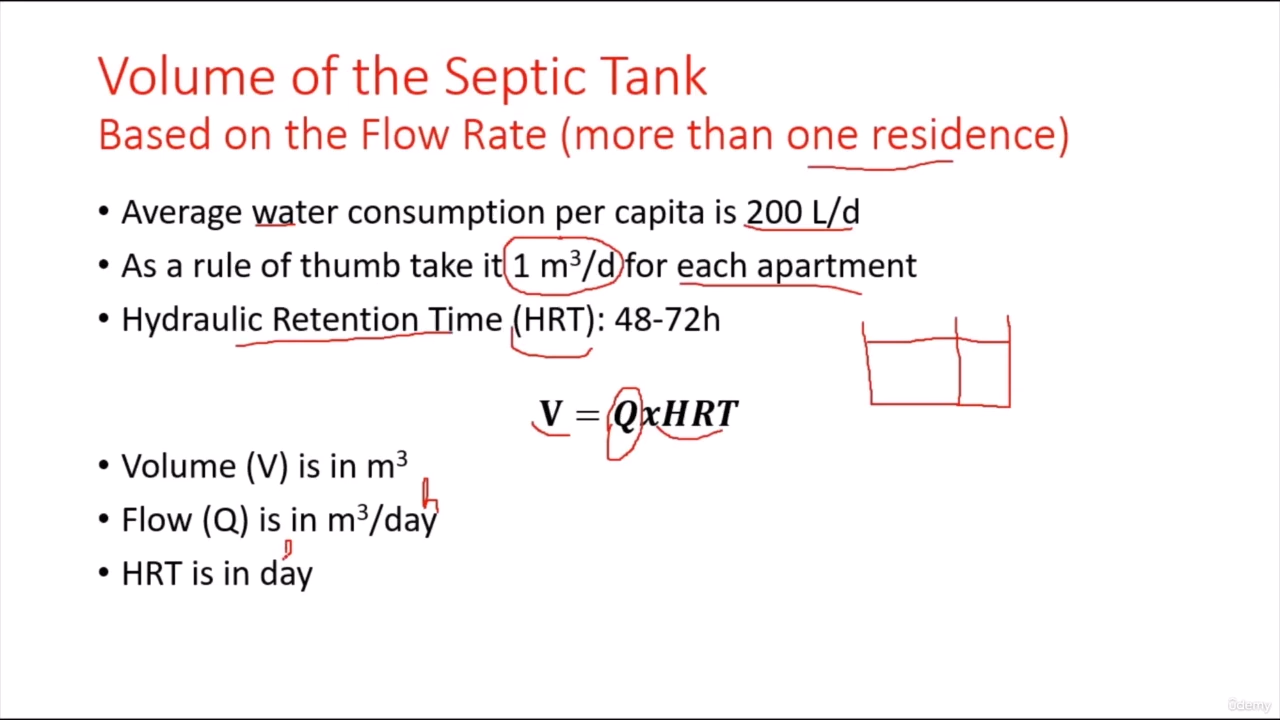 Volume of the Septic Tank
Based on the Flow Rate (more than one residence)
• Average water consumption per capita is 200 L/d
• As a rule of thumb take it 1 m³/d for each apartment
• Hydraulic Retention Time (HRT): 48-72h
V = QxHRT
• Volume (V) is in m³
h
• Flow (Q) is in m³/day
• HRT is in day
ûdemy